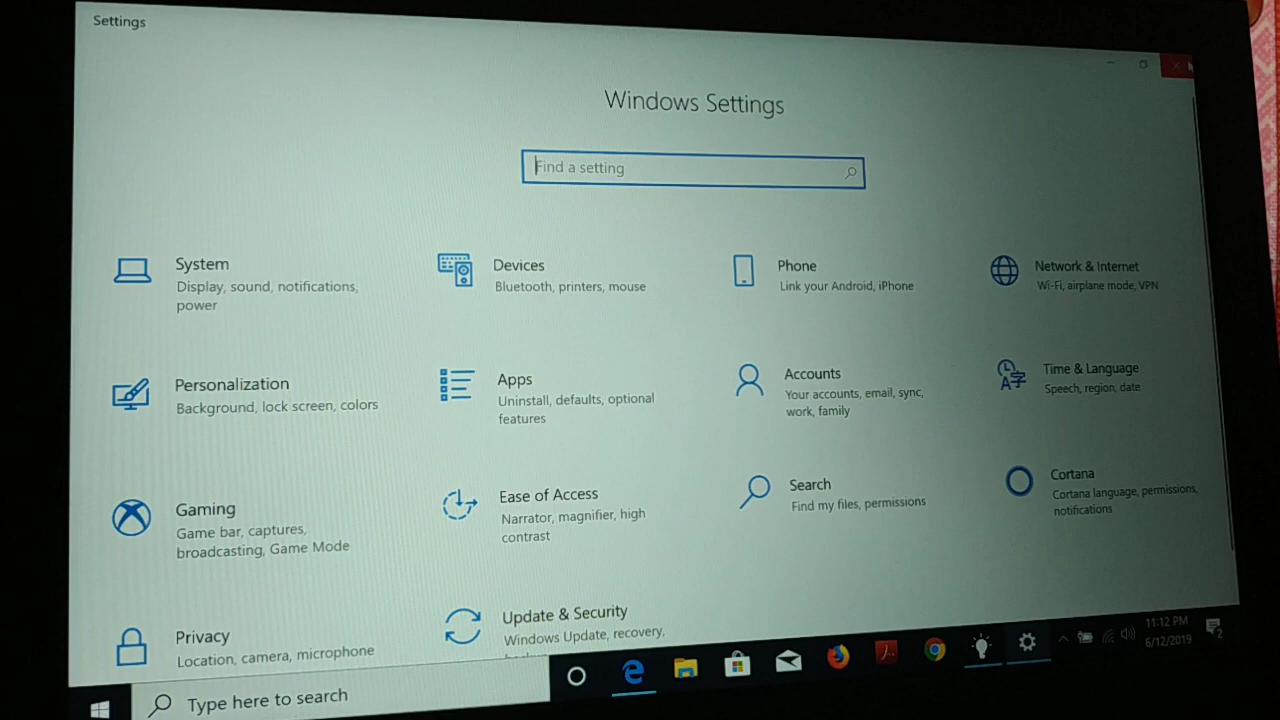 Settings
Windows Settings
Find a setting
System
Display, sound, notifications,
power
Devices
Bluetooth, printers, mouse
Phone
Link your Android, iPhone
Network & Internet
Wi-Fi, airplane mode, VPN
Personalization
Background, lock screen, colors
Apps
Uninstall, defaults, optional
features
Accounts
Your accounts, email, sync,
work, family
Time & Language
Speech, region, date
Gaming
Game bar, captures,
broadcasting, Game Mode
Ease of Access
Narrator, magnifier, high
contrast
Search
Find my files, permissions
Cortana
Cortana language, permissions,
notifications
Privacy
Location, camera, microphone
Update & Security
Windows Update, recovery,
Type here to search
11:12 PM
6/12/2019
2